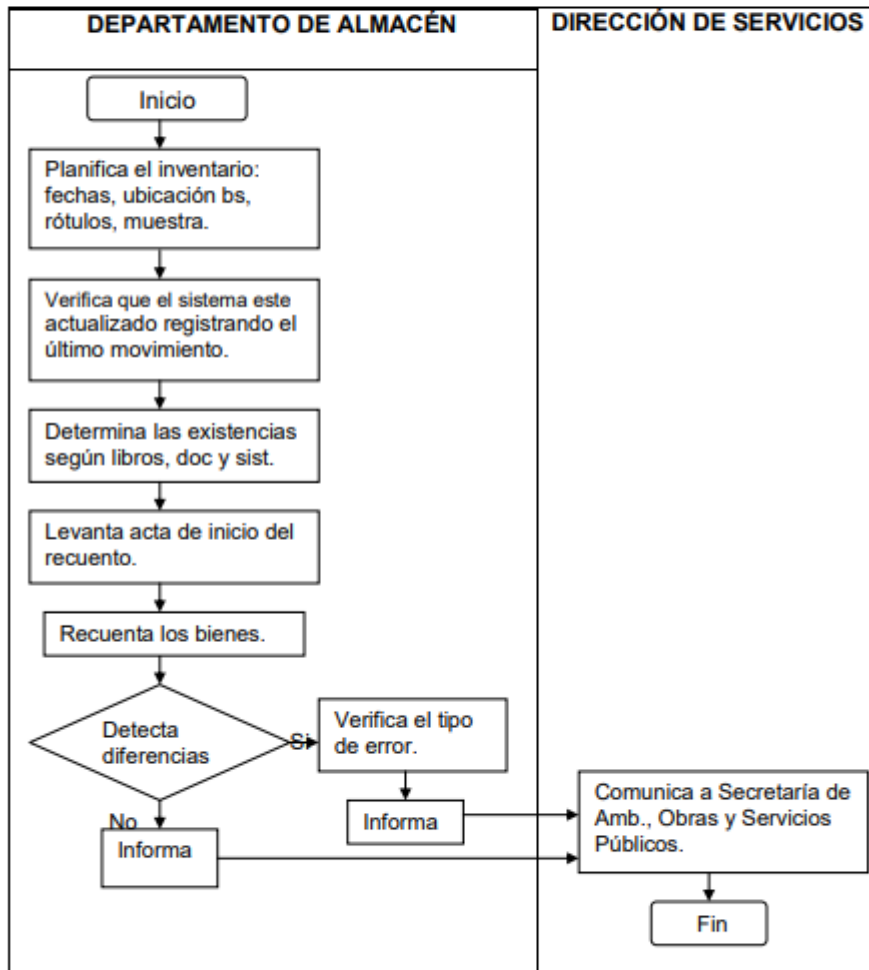 DEPARTAMENTO DE ALMACÉN
DIRECCIÓN DE SERVICIOS
Inicio
Planifica el inventario:
fechas, ubicación bs,
rótulos, muestra.
Verifica que el sistema este
actualizado registrando el
último movimiento.
Determina las existencias
según libros, doc y sist.
Levanta acta de inicio del
recuento.
Recuenta los bienes.
Detecta
diferencias
Si
Verifica el tipo
de error.
Informa
No
Informa
Comunica a Secretaría de
Amb., Obras y Servicios
Públicos.
Fin